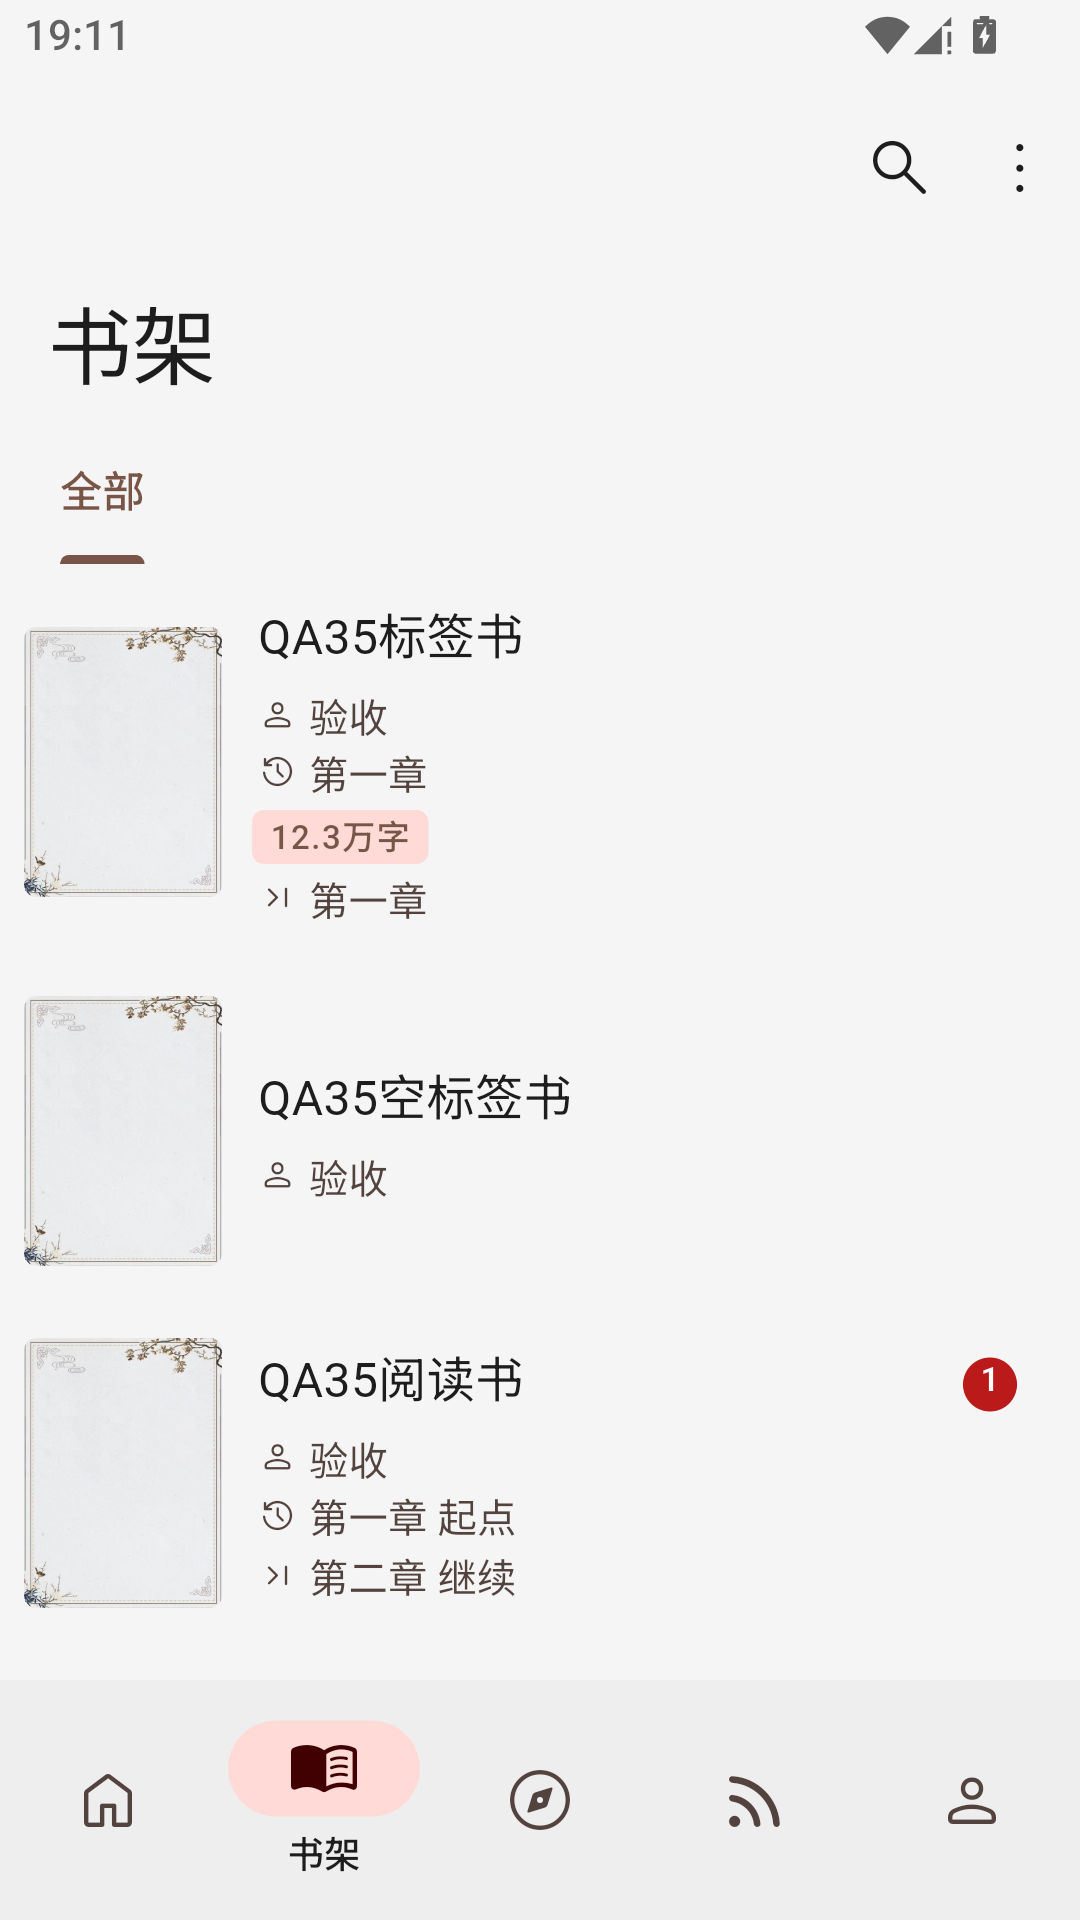 19:11
书架
全部
QA35标签书
验收
第一章
12.3万字
第一章
QA35空标签书
验收
QA35阅读书
1
验收
第一章 起点
第二章 继续
书架